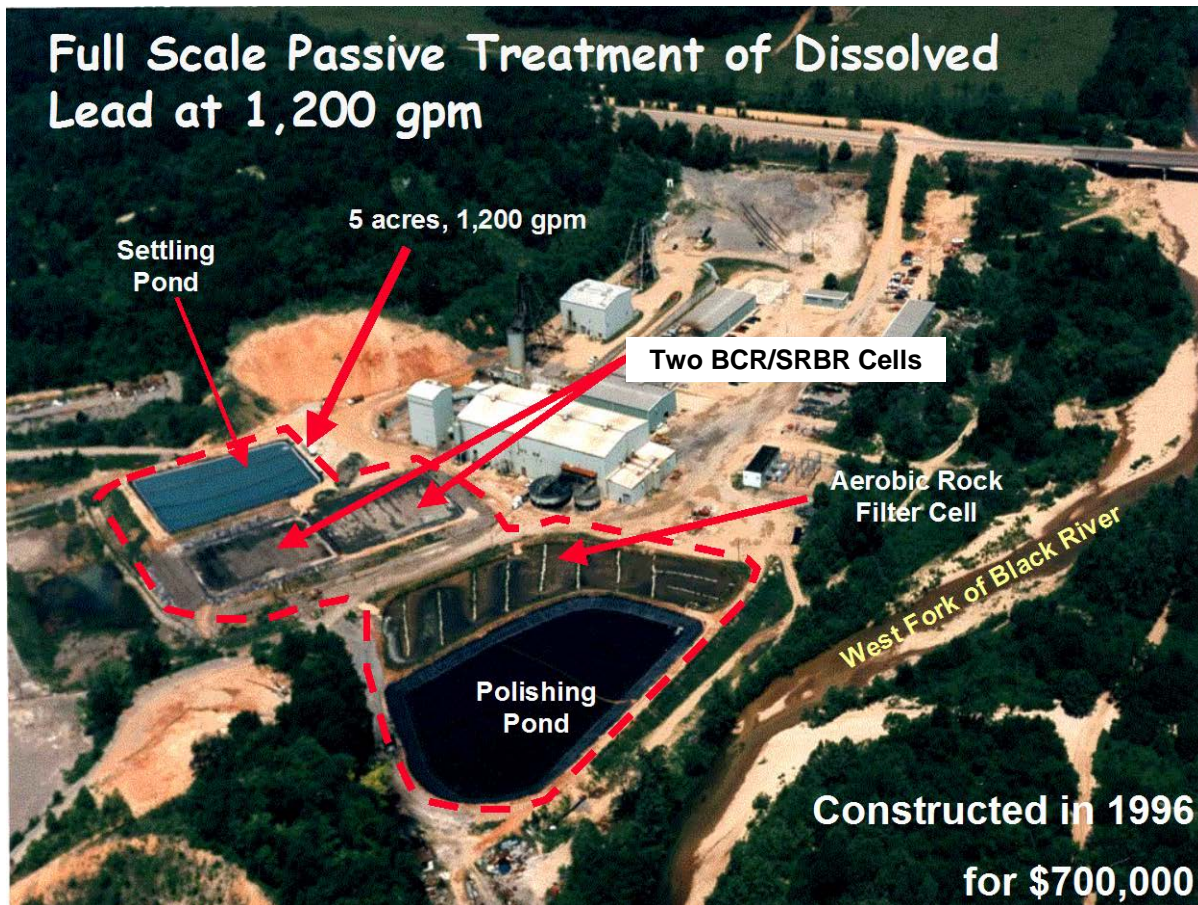 Full Scale Passive Treatment of Dissolved
Lead at 1,200 gpm
5 acres, 1,200 gpm
Settling
Pond
Two BCR/SRBR Cells
Aerobic Rock
Filter Cell
West Fork of Black River
Polishing
Pond
Constructed in 1996
for $700,000